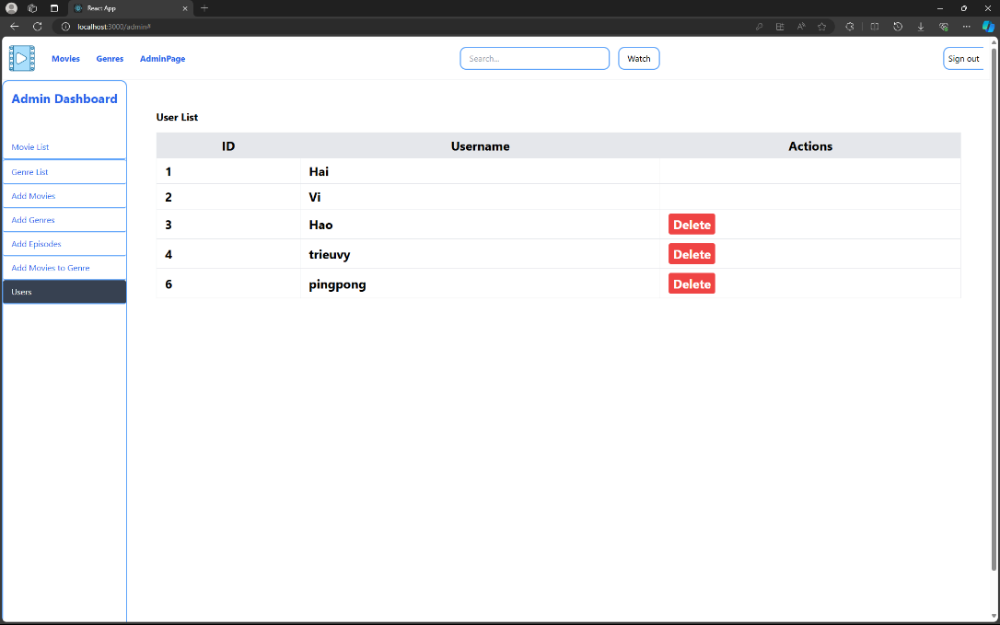 React App
localhost:3000/admin#
Movies Genres AdminPage Search... Watch Sign out
Admin Dashboard
Movie List
Genre List
Add Movies
Add Genres
Add Episodes
Add Movies to Genre
Users
User List
ID Username Actions
1 Hai
2 Vi
3 Hao Delete
4 trieuvy Delete
6 pingpong Delete